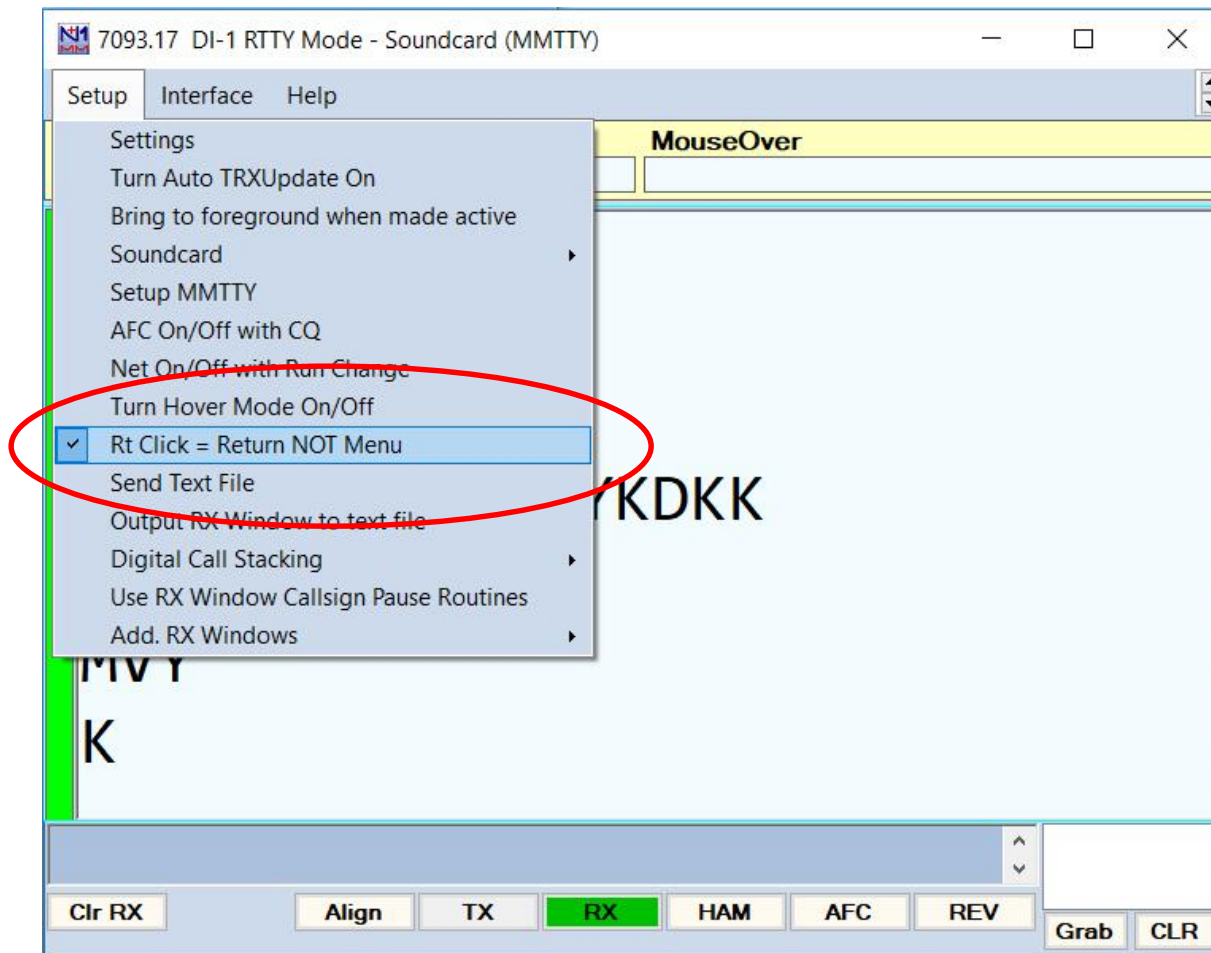 7093.17 DI-1 RTTY Mode - Soundcard (MMTTY)
Setup Interface Help
MouseOver
Settings
Turn Auto TRXUpdate On
Bring to foreground when made active
Soundcard
Setup MMTTY
AFC On/Off with CQ
Net On/Off with Run Change
Turn Hover Mode On/Off
Rt Click = Return NOT Menu
Send Text File
Output RX Window to text file
Digital Call Stacking
Use RX Window Callsign Pause Routines
Add. RX Windows
YKDKK
MVY
K
Clr RX Align TX RX HAM AFC REV
Grab CLR